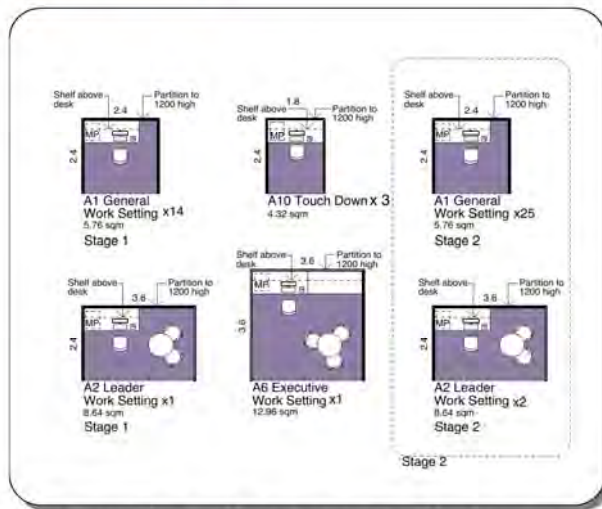 Shelf above
desk
2.4
Partition to
1200 high
MP
2.4
A1 General
Work Setting x14
5.76 sqm
Stage 1
Shelf above
desk
1.8
Partition to
1200 high
MP
2.4
A10 Touch Down x 3
4.32 sqm
Shelf above
desk
2.4
Partition to
1200 high
MP
2.4
A1 General
Work Setting x25
5.76 sqm
Stage 2
Shelf above
desk
3.6
Partition to
1200 high
MP
2.4
A2 Leader
Work Setting x1
8.64 sqm
Stage 1
Shelf above
desk
3.6
Partition to
1200 high
MP
3.6
A6 Executive
Work Setting x1
12.96 sqm
Shelf above
desk
3.6
Partition to
1200 high
MP
2.4
A2 Leader
Work Setting x2
8.64 sqm
Stage 2
Stage 2